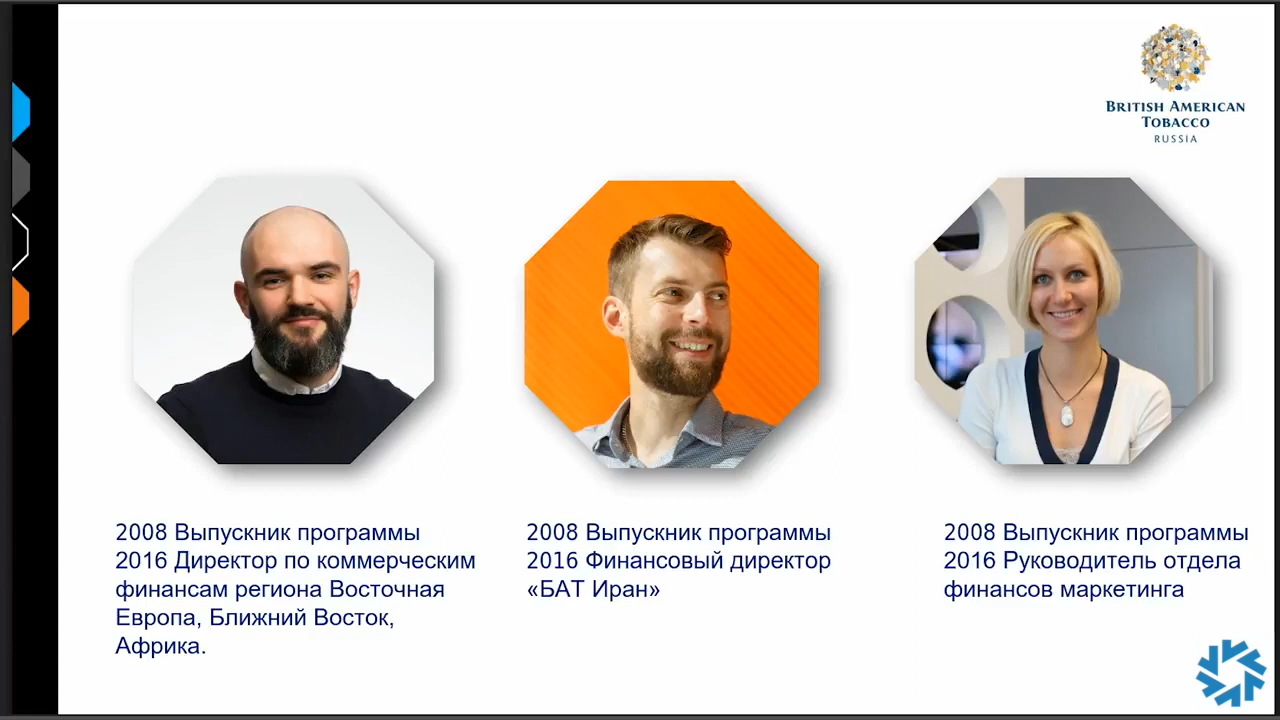 BRITISH AMERICAN
TOBACCO
RUSSIA
2008 Выпускник программы
2016 Директор по коммерческим
финансам региона Восточная
Европа, Ближний Восток,
Африка.
2008 Выпускник программы
2016 Финансовый директор
«БАТ Иран»
2008 Выпускник программы
2016 Руководитель отдела
финансов маркетинга